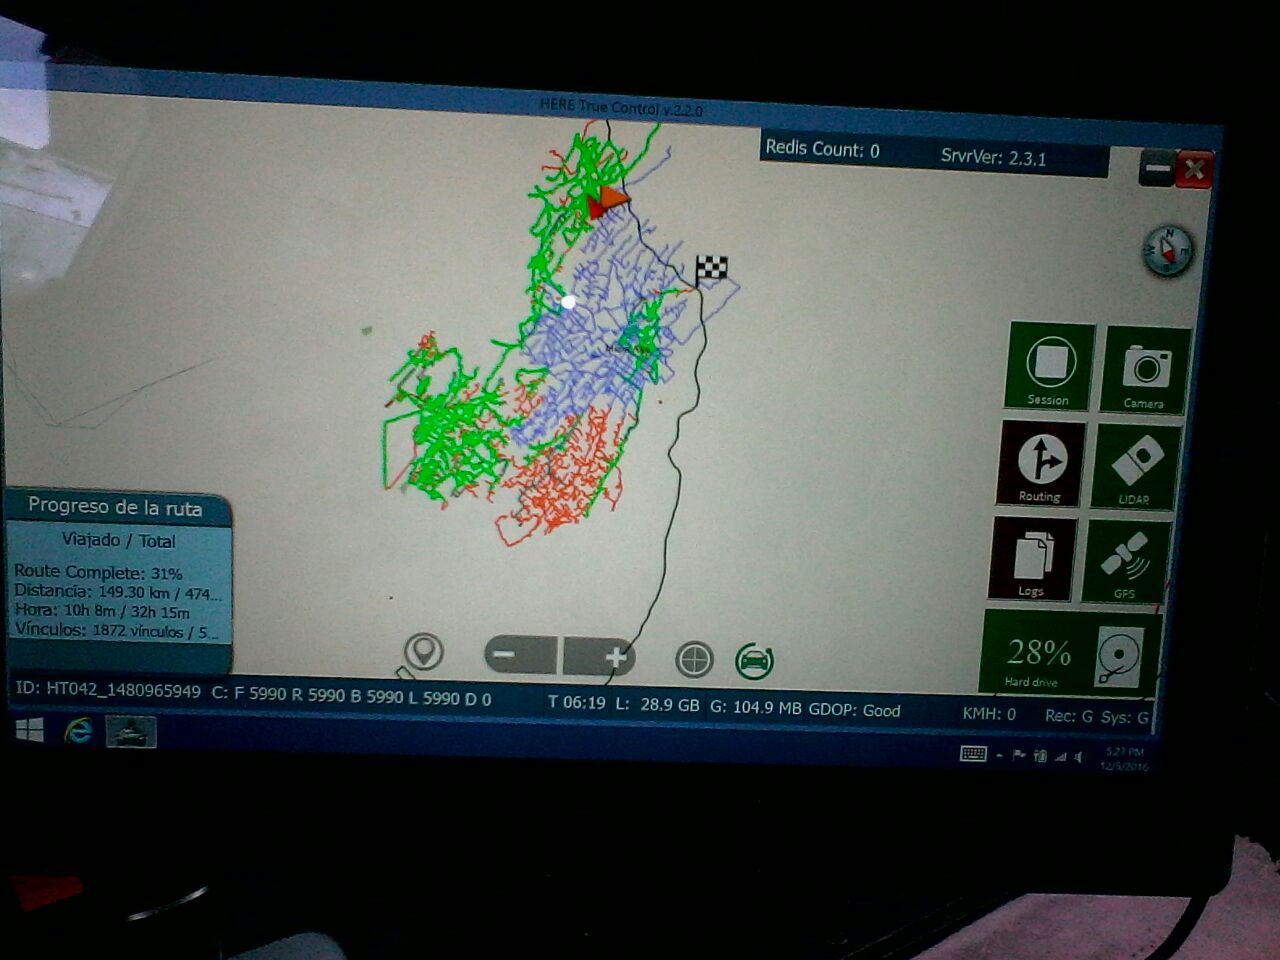 HERE True Control v.2.2.0
Redis Count: 0 SrvrVer: 2.3.1
N
W E
S
Session Camera
Routing LIDAR
Logs GPS
28%
Hard drive
Progreso de la ruta
Viajado / Total
Route Complete: 31%
Distancia: 149.30 km / 474...
Hora: 10h 8m / 32h 15m
Vínculos: 1872 vínculos / 5...
ID: HT042_1480965949 C: F 5990 R 5990 B 5990 L 5990 D 0 T 06:19 L: 28.9 GB G: 104.9 MB GDOP: Good KMH: 0 Rec: G Sys: G
5:27 PM
12/5/2016